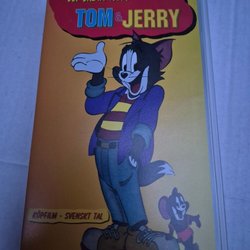 TOM & JERRY
KÖPFILM - SVENSKT TAL